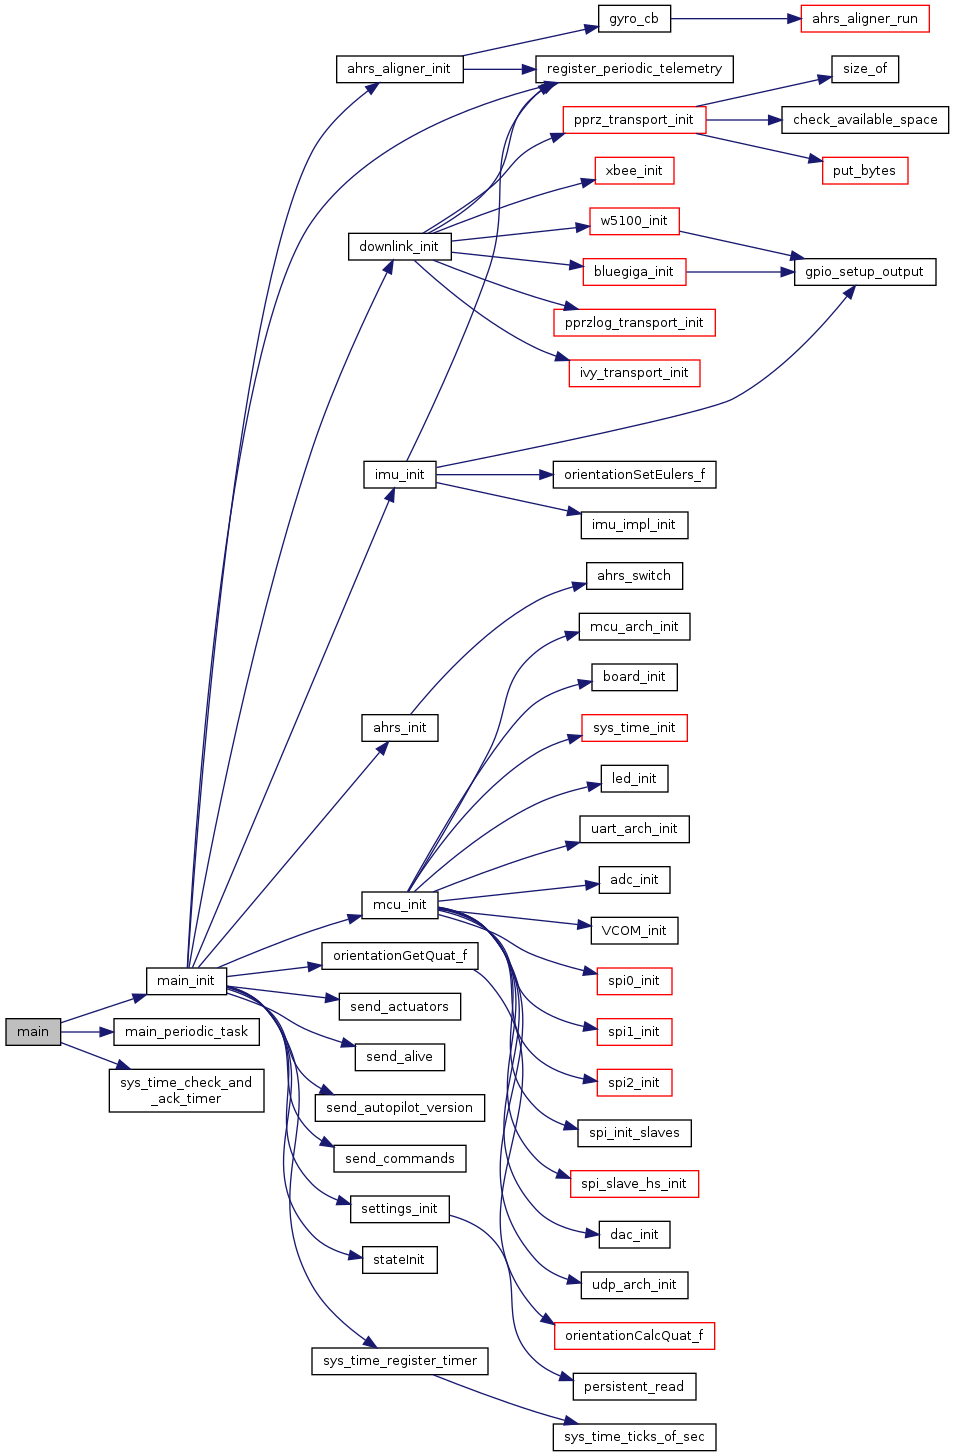 gyro_cb
ahrs_aligner_run
ahrs_aligner_init
register_periodic_telemetry
size_of
pprz_transport_init
check_available_space
xbee_init
put_bytes
w5100_init
downlink_init
bluegiga_init
gpio_setup_output
pprzlog_transport_init
ivy_transport_init
imu_init
orientationSetEulers_f
imu_impl_init
ahrs_switch
mcu_arch_init
board_init
ahrs_init
sys_time_init
led_init
uart_arch_init
adc_init
mcu_init
VCOM_init
orientationGetQuat_f
main_init
spi0_init
send_actuators
main
main_periodic_task
spi1_init
send_alive
sys_time_check_and
_ack_timer
spi2_init
send_autopilot_version
spi_init_slaves
send_commands
spi_slave_hs_init
settings_init
dac_init
stateInit
udp_arch_init
orientationCalcQuat_f
sys_time_register_timer
persistent_read
sys_time_ticks_of_sec